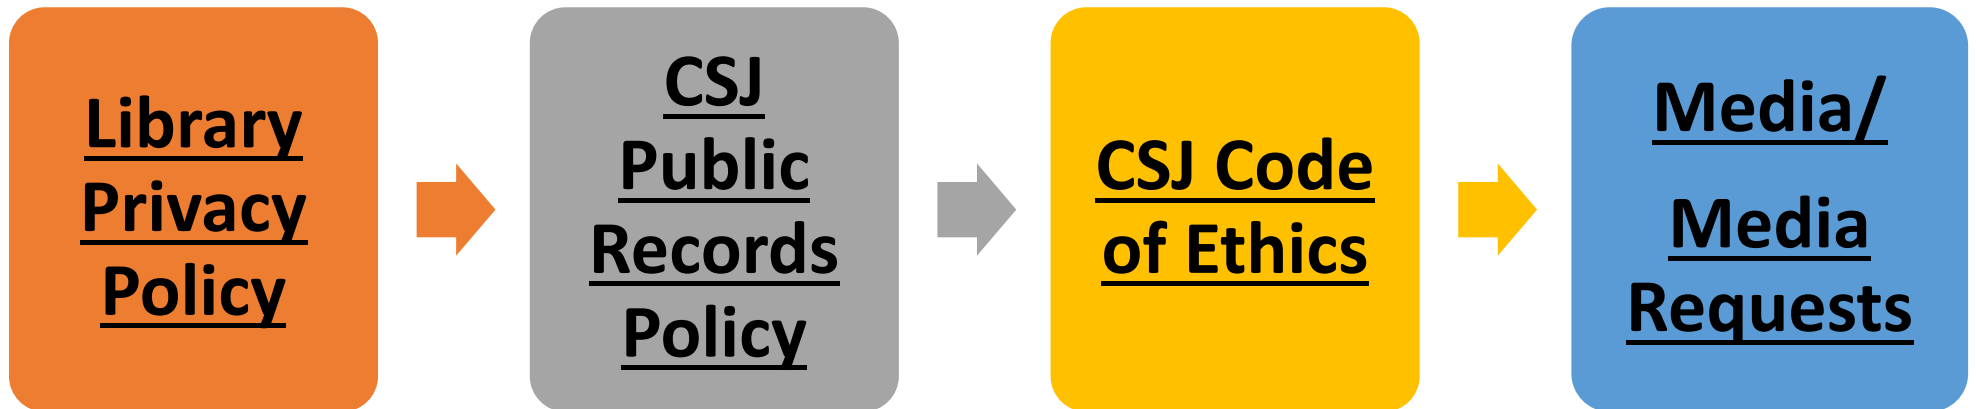 Library
Privacy
Policy
CSJ
Public
Records
Policy
CSJ Code
of Ethics
Media/
Media
Requests